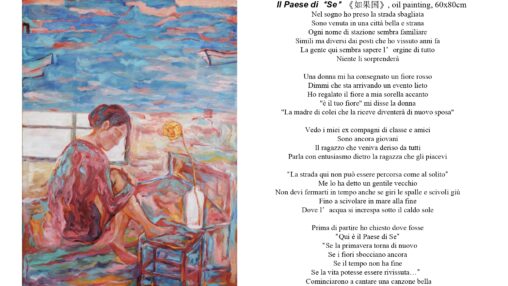 Il Paese di "Se" 《如果国》, oil painting, 60x80cm
Nel sogno ho preso la strada sbagliata
Sono venuta in una città bella e strana
Ogni nome di stazione sembra familiare
Simili ma diversi dai posti che ho vissuto anni fa
La gente qui sembra sapere l' orgine di tutto
Niente li sorprenderà
Una donna mi ha consegnato un fiore rosso
Dimmi che sta arrivando un evento lieto
Ho regalato il fiore a mia sorella accanto
"è il tuo fiore" mi disse la donna
"La madre di colei che la riceve diventerà di nuovo sposa"
Vedo i miei ex compagni di classe e amici
Sono ancora giovani
Il ragazzo che veniva deriso da tutti
Parla con entusiasmo dietro la ragazza che gli piacevi
"La strada qui non può essere percorsa come al solito"
Me lo ha detto un gentile vecchio
Non devi fermarti in tempo anche se giri le spalle e scivoli giù
Fino a scivolare in mare alla fine
Dove l' acqua si increspa sotto il caldo sole
Prima di partire ho chiesto dove fosse
"Qui è il Paese di Se"
"Se la primavera torna di nuovo
Se i fiori sbocciano ancora
Se il tempo non ha fine
Se la vita potesse essere rivissuta…"
Cominciarono a cantare una canzone bella